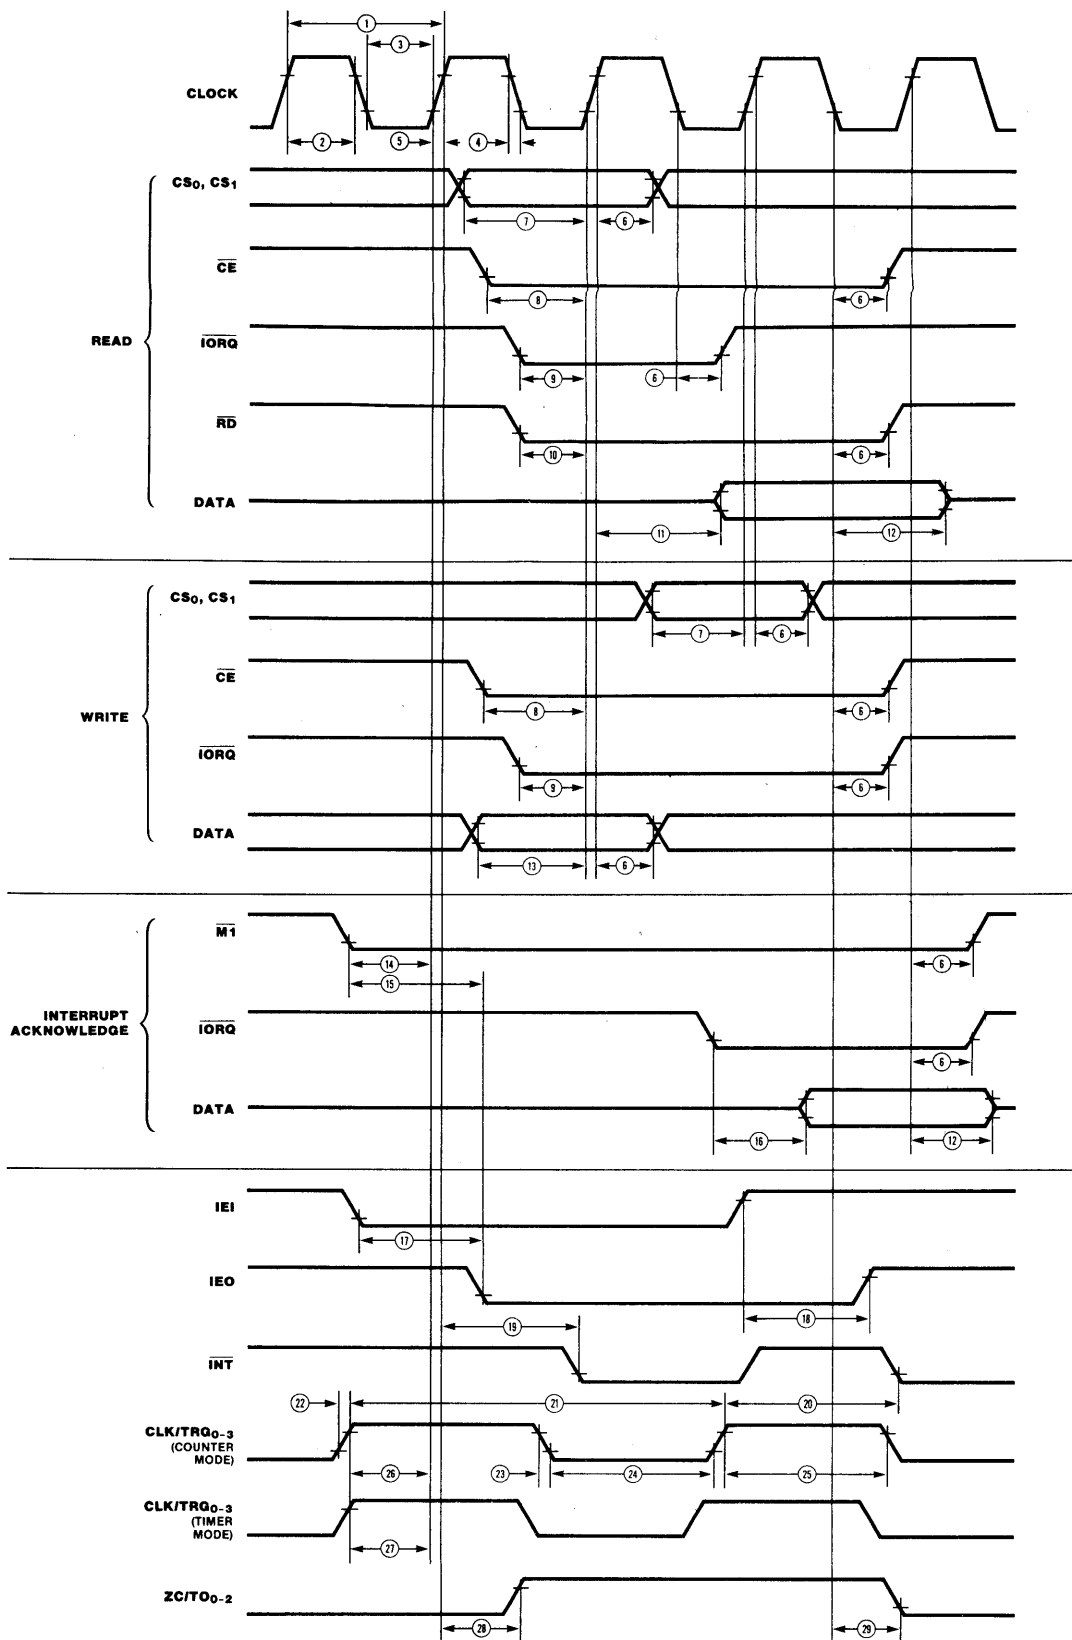 1
3
CLOCK
2
5
4
CS0, CS1
7
6
CE
8
6
READ
IORQ
9
6
RD
10
6
DATA
11
12
CS0, CS1
7
6
CE
8
6
WRITE
IORQ
9
6
DATA
13
6
M1
14
6
15
INTERRUPT
ACKNOWLEDGE
IORQ
6
DATA
16
12
IEI
17
IEO
18
19
INT
22
21
20
CLK/TRG0-3
(COUNTER
MODE)
26
23
24
25
CLK/TRG0-3
(TIMER
MODE)
27
ZC/TO0-2
28
29